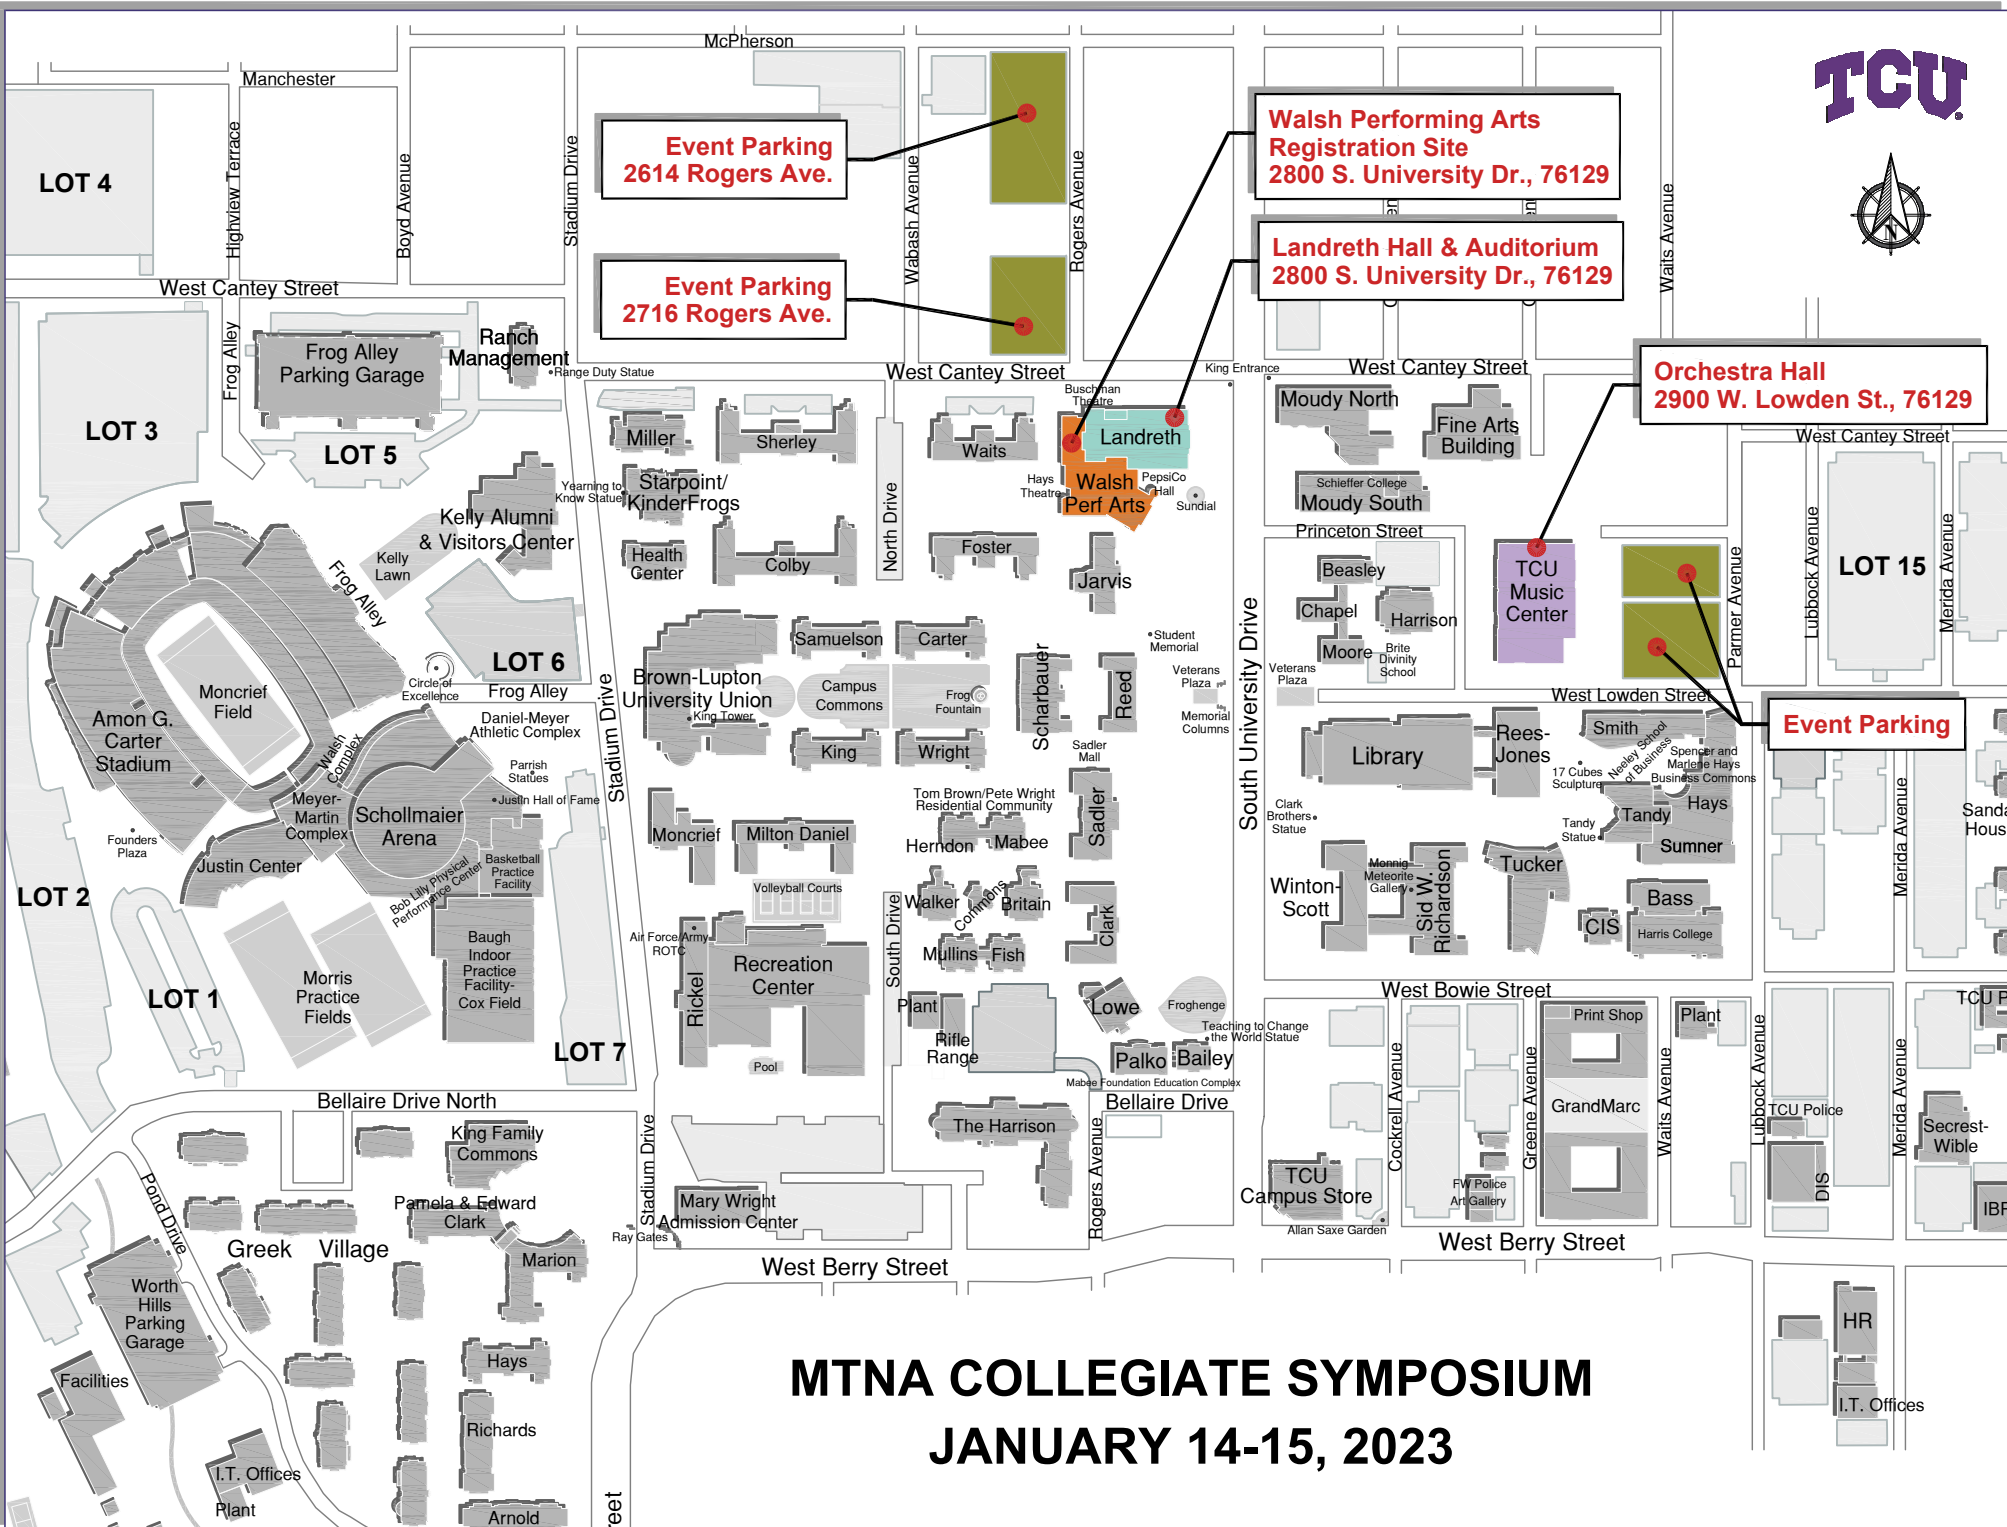 McPherson
Manchester
TCU
Event Parking
2614 Rogers Ave.
Walsh Performing Arts
Registration Site
2800 S. University Dr., 76129
LOT 4
Highview Terrace
Boyd Avenue
Stadium Drive
Wabash Avenue
Rogers Avenue
Waits Avenue
N
Landreth Hall & Auditorium
2800 S. University Dr., 76129
Event Parking
2716 Rogers Ave.
West Cantey Street
Frog Alley
Frog Alley
Parking Garage
Ranch
Management
Range Duty Statue
West Cantey Street
King Entrance
West Cantey Street
Orchestra Hall
2900 W. Lowden St., 76129
West Cantey Street
LOT 3
LOT 5
Miller
Sherley
Waits
Buschman
Theatre
Landreth
Moudy North
Fine Arts
Building
Yearning to
Know Statue
Starpoint/
KinderFrogs
North Drive
Hays
Theatre
Walsh
Perf Arts
PepsiCo
Hall
Sundial
Schieffer College
Moudy South
Princeton Street
Kelly Alumni
& Visitors Center
Kelly
Lawn
Frog Alley
Health
Center
Colby
Foster
Jarvis
Beasley
Chapel
Harrison
Moore
Brite
Divinity
School
TCU
Music
Center
Parmer Avenue
Lubbock Avenue
LOT 15
Merida Avenue
LOT 6
Frog Alley
Circle of
Excellence
Moncrief
Field
Amon G.
Carter
Stadium
Walsh
Complex
Daniel-Meyer
Athletic Complex
Parrish
Statues
Justin Hall of Fame
Stadium Drive
Brown-Lupton
University Union
King Tower
Samuelson
Carter
Campus
Commons
Frog
Fountain
King
Wright
Scharbauer
Reed
Student
Memorial
Veterans
Plaza
Memorial
Columns
Sadler
Mall
South University Drive
Veterans
Plaza
West Lowden Street
Event Parking
Library
Rees-
Jones
Smith
Neeley School
of Business
Spencer and
Marlene Hays
Business Commons
17 Cubes
Sculpture
Hays
Tandy
Tandy
Statue
Sumner
Merida Avenue
Meyer-
Martin
Complex
Schollmaier
Arena
Founders
Plaza
Justin Center
Bob Lilly Physical
Performance Center
Basketball
Practice
Facility
Moncrief
Milton Daniel
Volleyball Courts
Tom Brown/Pete Wright
Residential Community
Herndon
Mabee
Sadler
Walker
Commons
Britain
Mullins
Fish
Clark
Clark
Brothers
Statue
Winton-
Scott
Monnig
Meteorite
Gallery
Sid W.
Richardson
Tucker
CIS
Bass
Harris College
LOT 2
LOT 1
Morris
Practice
Fields
Baugh
Indoor
Practice
Facility-
Cox Field
LOT 7
Air Force/Army
ROTC
Rickel
Recreation
Center
Pool
South Drive
Plant
Rifle
Range
Lowe
Froghenge
Teaching to Change
the World Statue
Palko
Bailey
Mabee Foundation Education Complex
West Bowie Street
Print Shop
GrandMarc
Plant
Cockrell Avenue
Greene Avenue
Waits Avenue
Lubbock Avenue
TCU Police
DIS
Merida Avenue
Secrest-
Wible
Bellaire Drive North
Bellaire Drive
King Family
Commons
Pamela & Edward
Clark
Marion
Pond Drive
Greek Village
Stadium Drive
Mary Wright
Admission Center
Ray Gates
The Harrison
Rogers Avenue
TCU
Campus Store
FW Police
Art Gallery
Allan Saxe Garden
West Berry Street
West Berry Street
Worth
Hills
Parking
Garage
Facilities
Hays
Richards
Arnold
I.T. Offices
Plant
HR
I.T. Offices
MTNA COLLEGIATE SYMPOSIUM
JANUARY 14-15, 2023